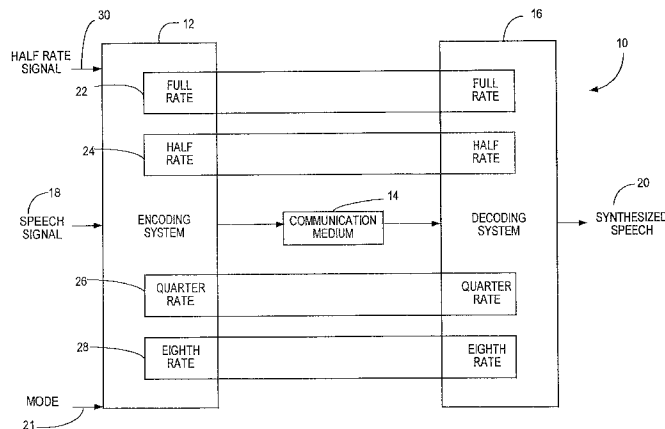 12
16
10
HALF RATE
SIGNAL
30
22
FULL
RATE
FULL
RATE
24
HALF
RATE
HALF
RATE
18
SPEECH
SIGNAL
ENCODING
SYSTEM
14
COMMUNICATION
MEDIUM
DECODING
SYSTEM
20
SYNTHESIZED
SPEECH
26
QUARTER
RATE
QUARTER
RATE
28
EIGHTH
RATE
EIGHTH
RATE
MODE
21